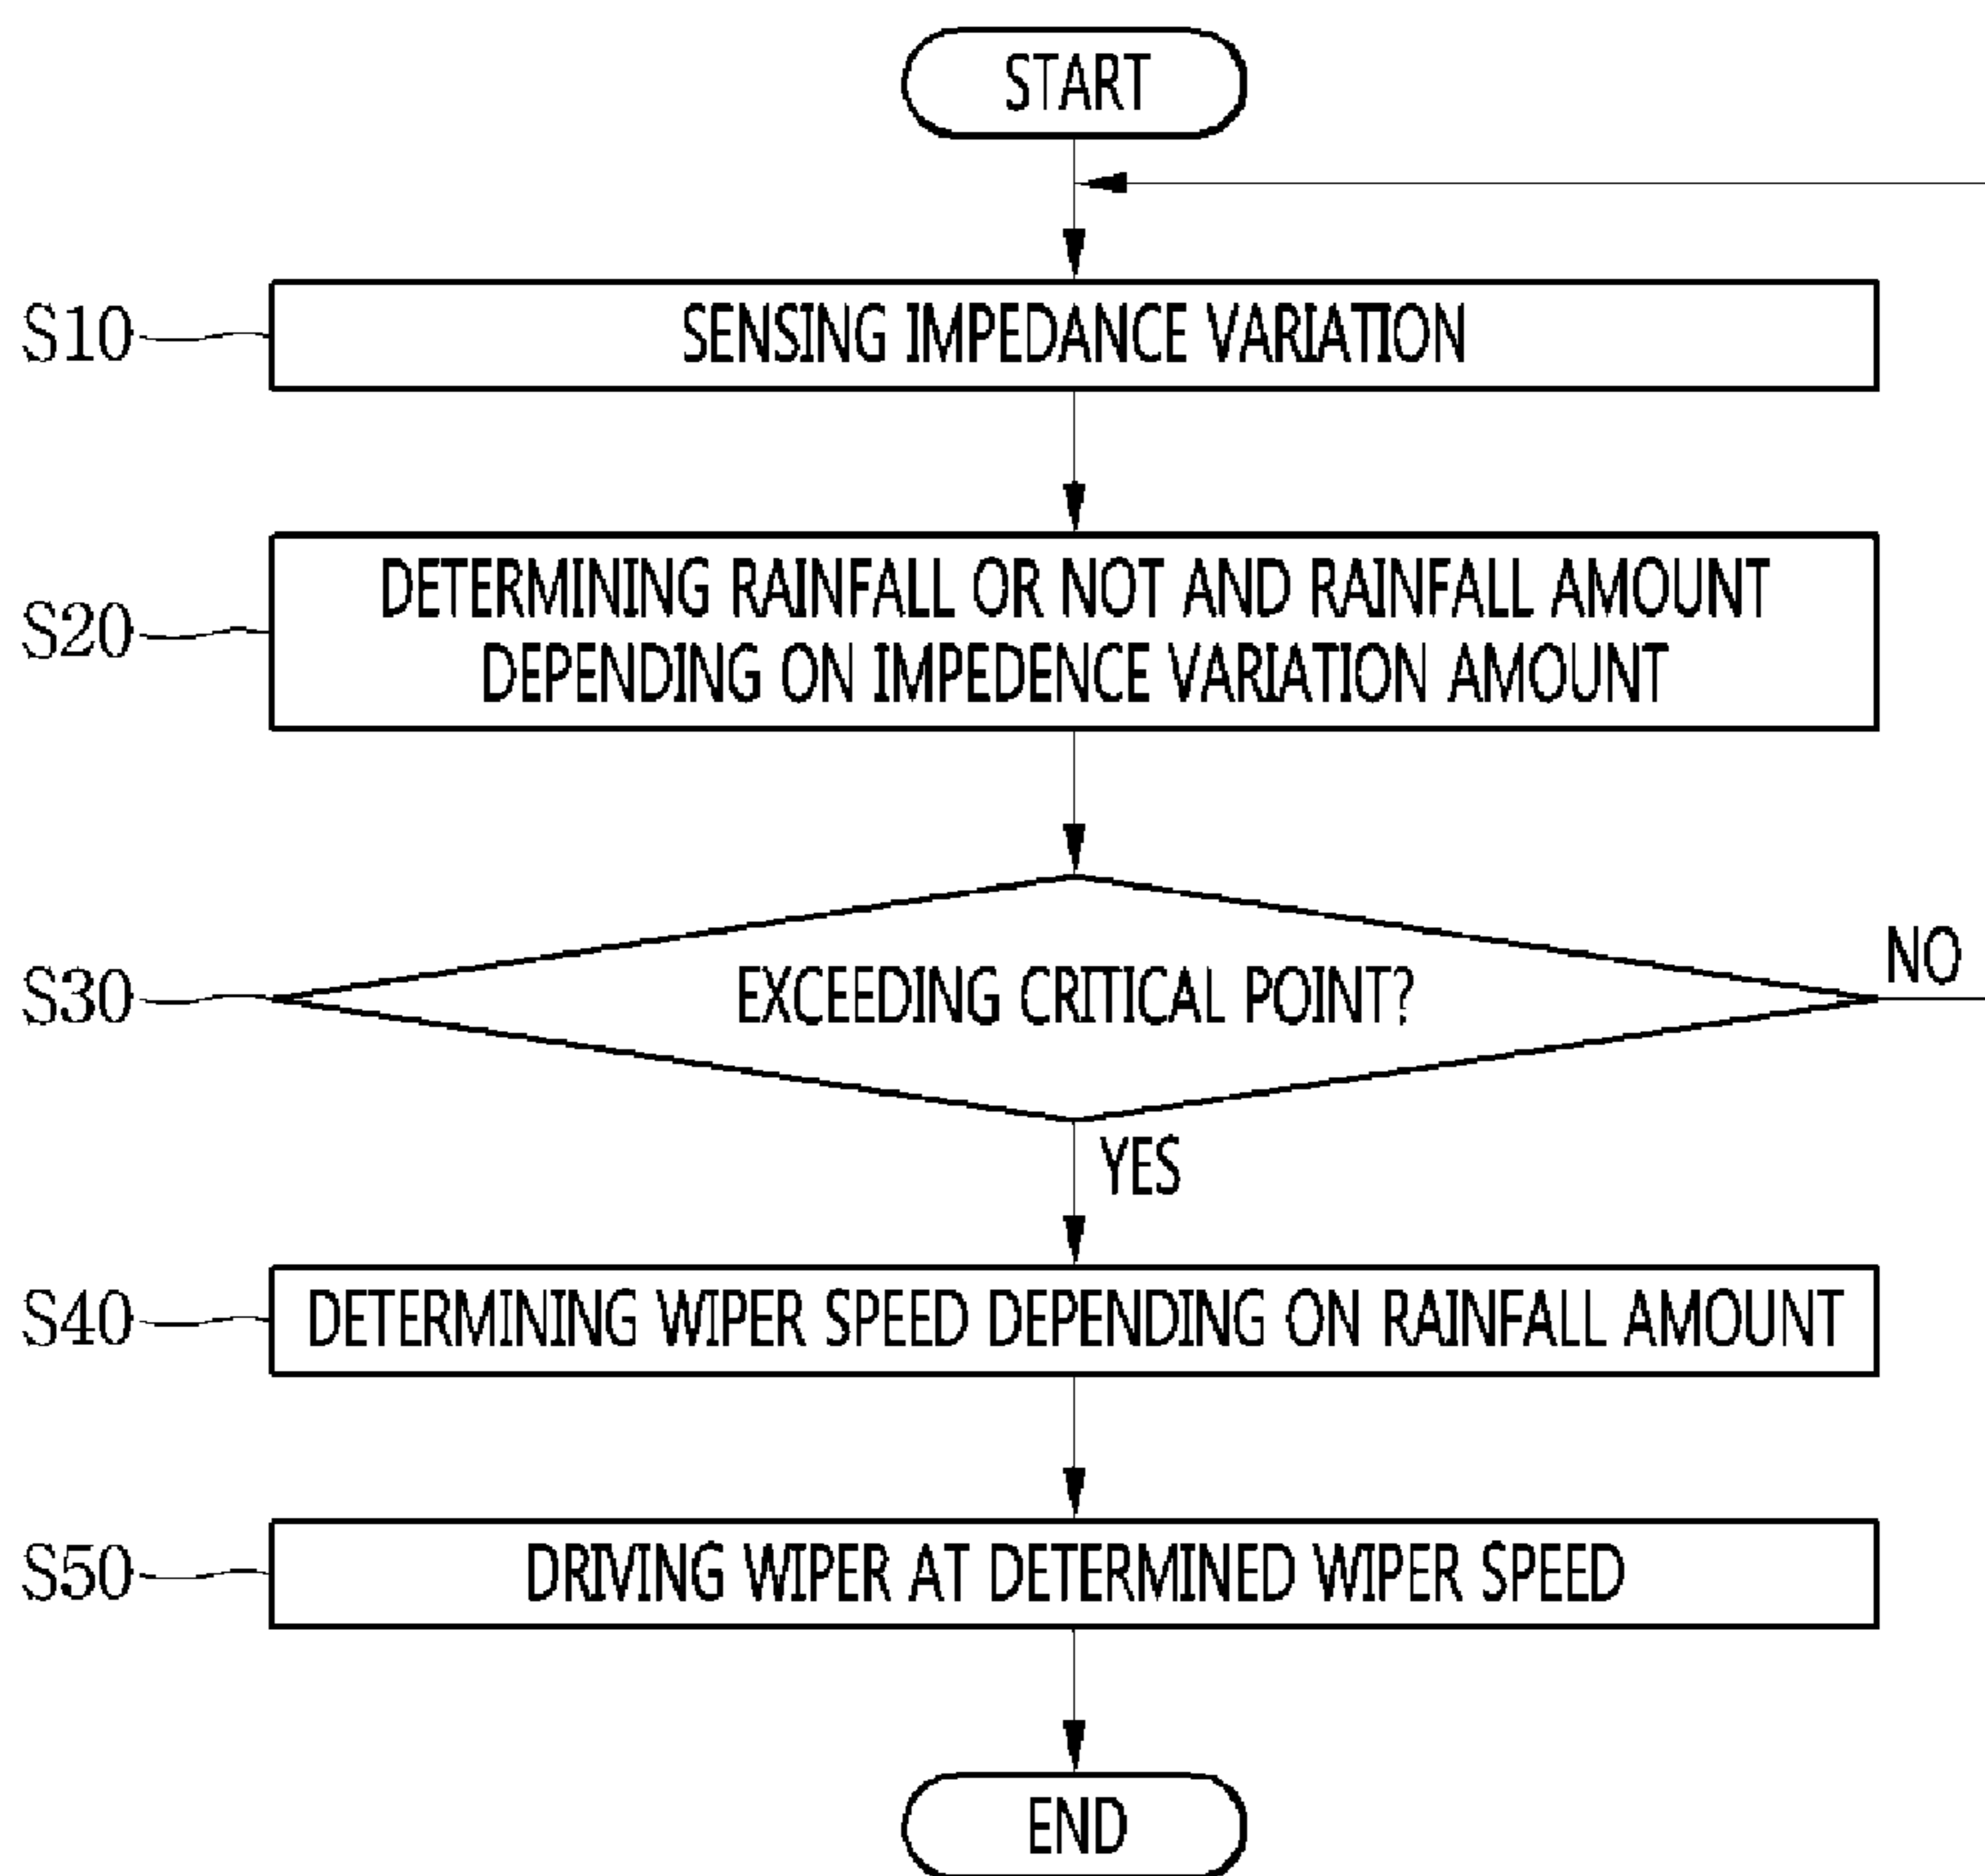 START
S10
SENSING IMPEDANCE VARIATION
S20
DETERMINING RAINFALL OR NOT AND RAINFALL AMOUNT
DEPENDING ON IMPEDENCE VARIATION AMOUNT
S30
EXCEEDING CRITICAL POINT?
NO
YES
S40
DETERMINING WIPER SPEED DEPENDING ON RAINFALL AMOUNT
S50
DRIVING WIPER AT DETERMINED WIPER SPEED
END